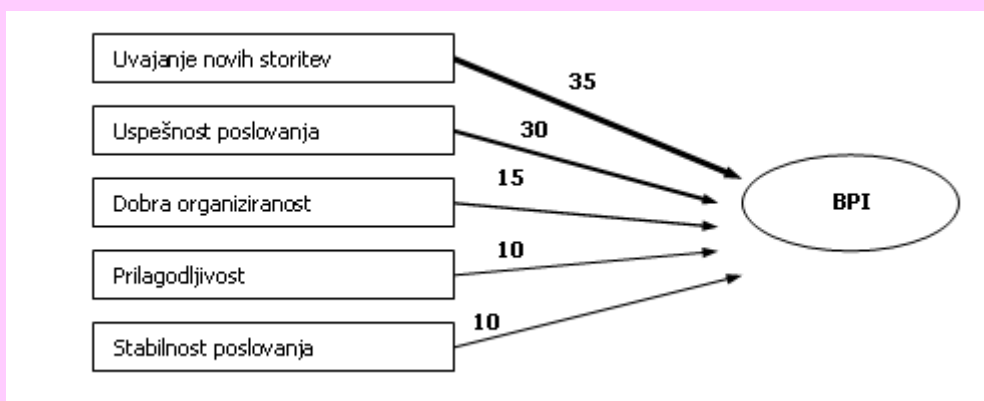 Uvajanje novih storitev
35
Uspešnost poslovanja
30
Dobra organiziranost
15
BPI
Prilagodljivost
10
Stabilnost poslovanja
10